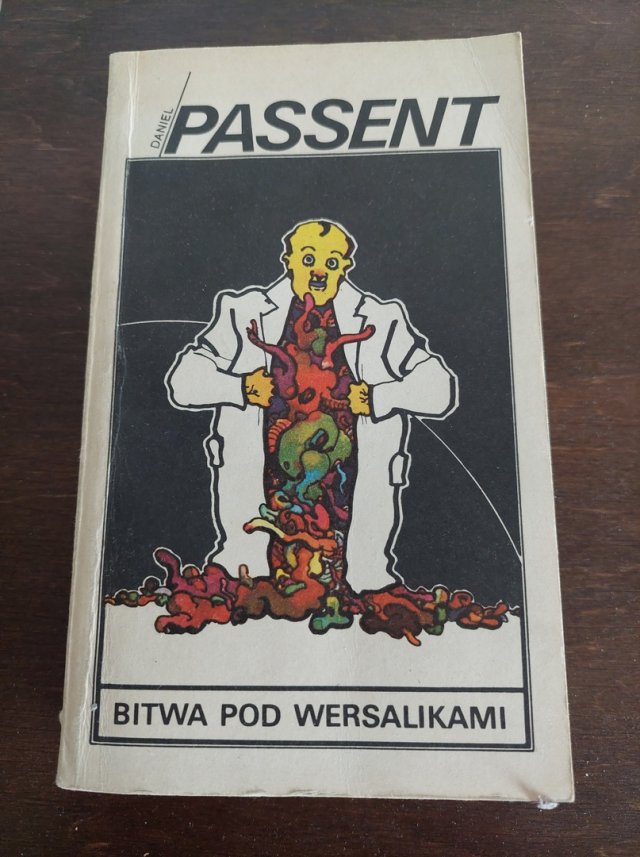 DANIEL
PASSENT
BITWA POD WERSALIKAMI